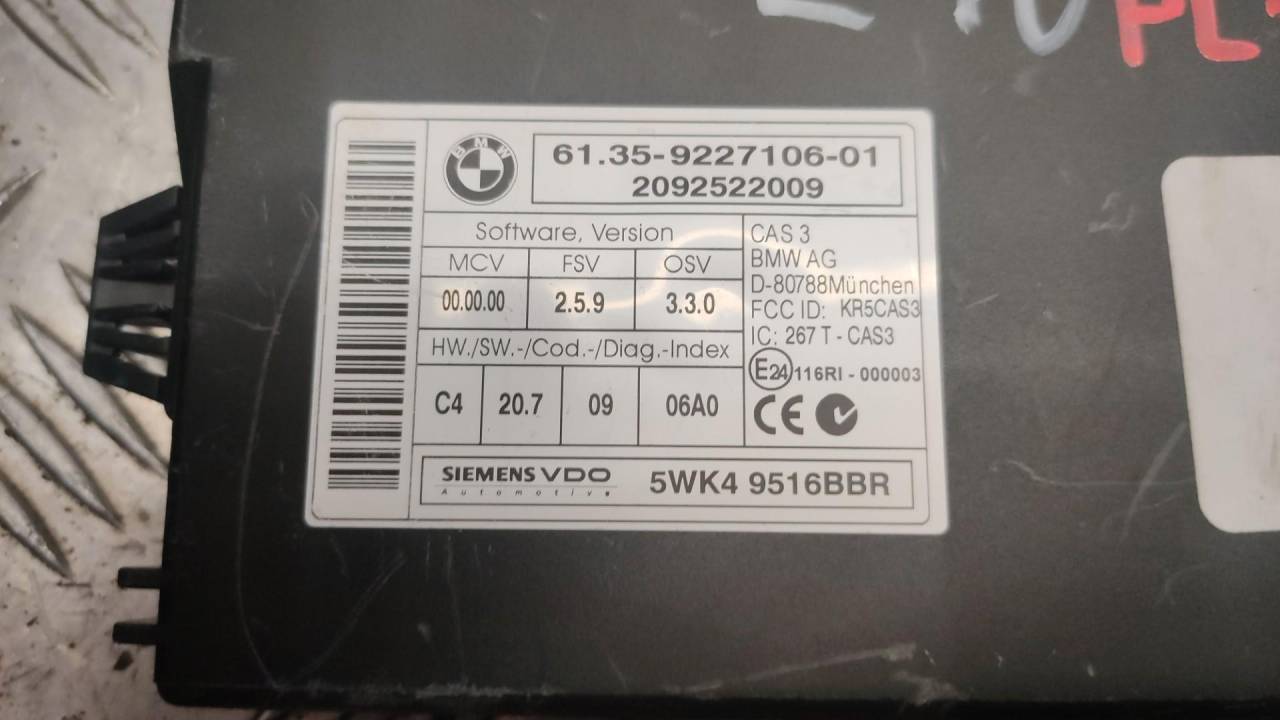 PL
BMW
61.35-9227106-01
2092522009
Software, Version
MCV FSV OSV
00.00.00 2.5.9 3.3.0
HW./SW.-/Cod.-/Diag.-Index
C4 20.7 09 06A0
CAS 3
BMW AG
D-80788München
FCC ID: KR5CAS3
IC: 267 T - CAS3
E24 116RI - 000003
CE
SIEMENS VDO
Automotive
5WK4 9516BBR